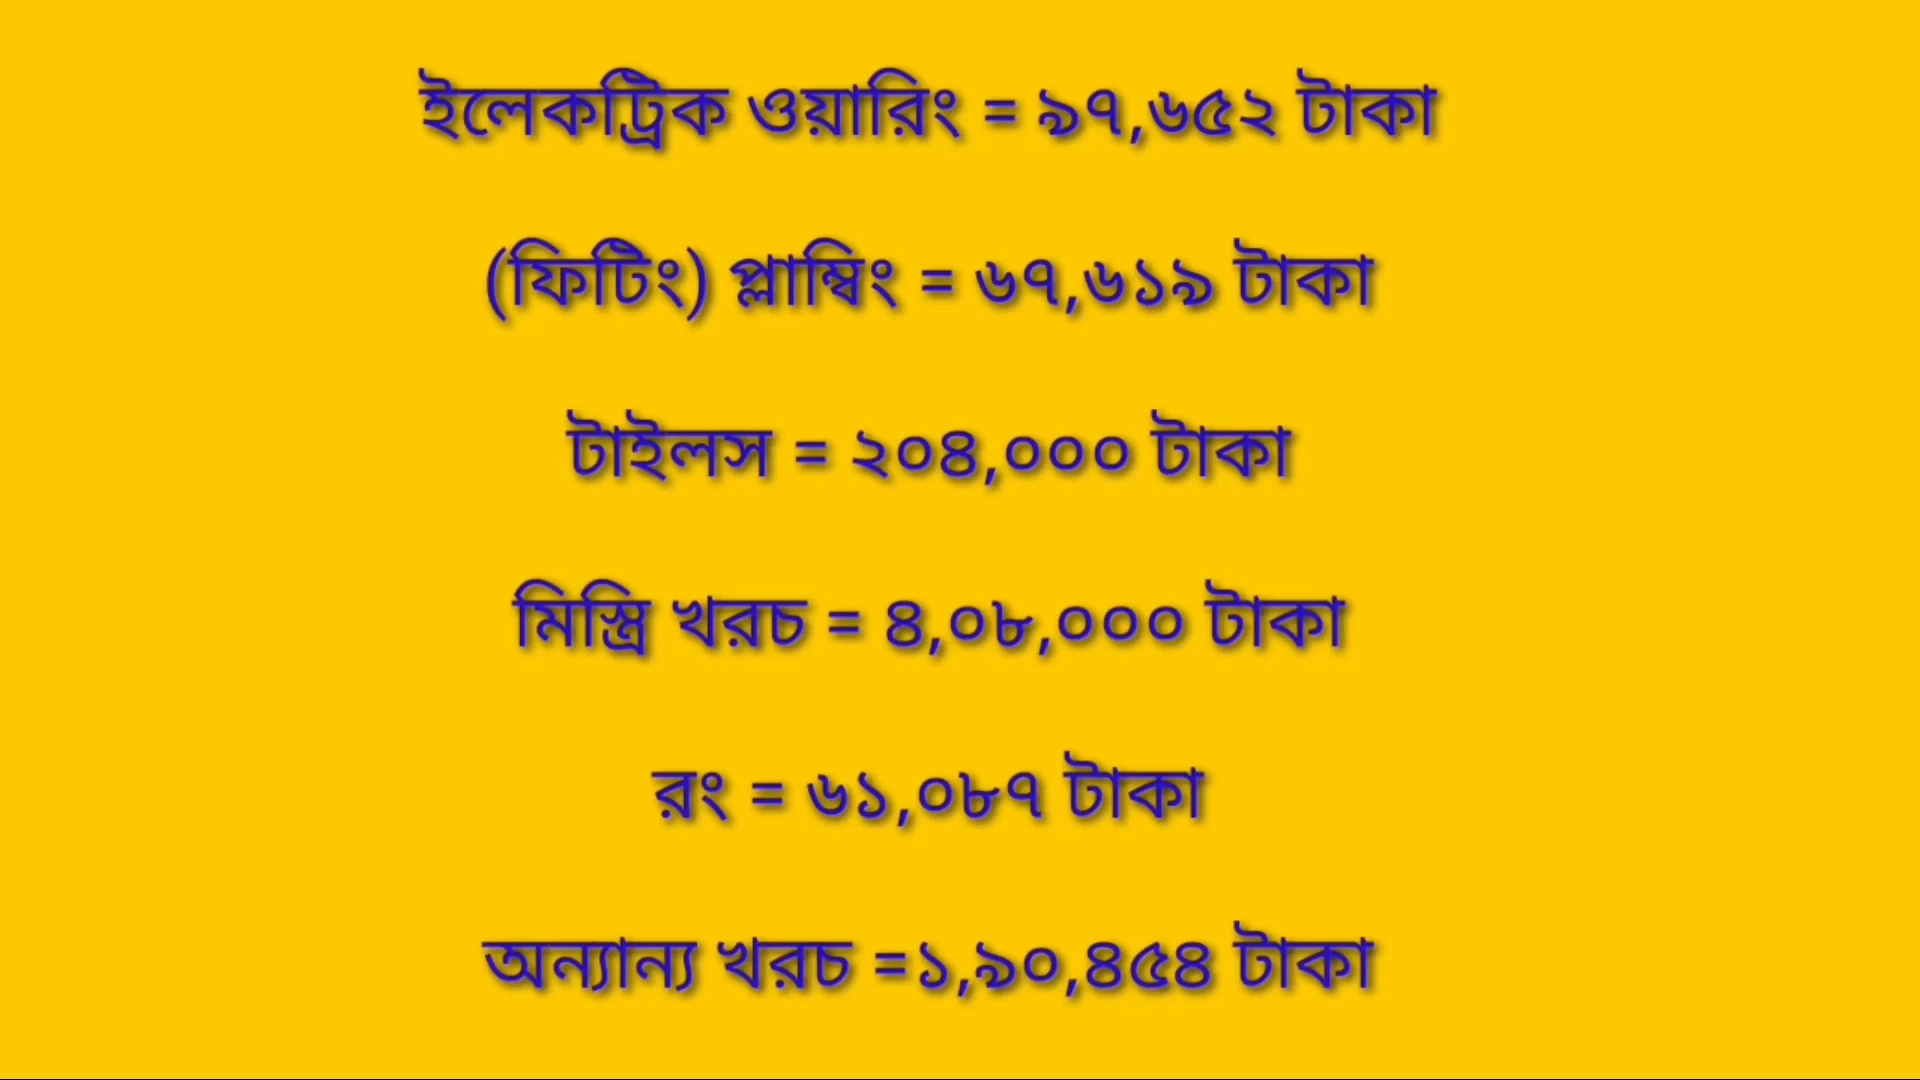 ইলেকট্রিক ওয়ারিং = ৯৭,৬৫২ টাকা
(ফিটিং) প্লাম্বিং = ৬৭,৬১৯ টাকা
টাইলস = ২০৪,০০০ টাকা
মিস্ত্রি খরচ = ৪,০৮,০০০ টাকা
রং = ৬১,০৮৭ টাকা
অন্যান্য খরচ =১,৯০,৪৫৪ টাকা